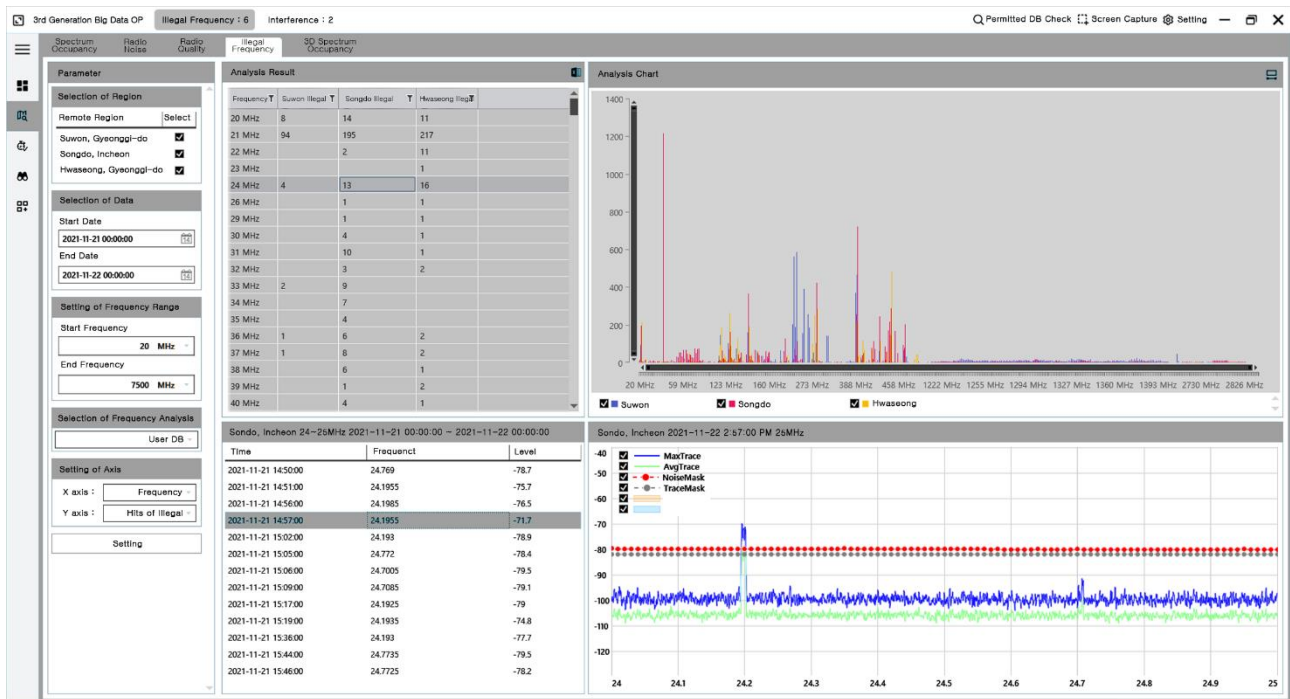 3rd Generation Big Data OP Illegal Frequency : 6 Interference : 2 Permitted DB Check Screen Capture Setting
Spectrum Occupancy Radio Noise Radio Quality Illegal Frequency 3D Spectrum Occupancy
Parameter
Selection of Region
Remote Region Select
Suwon, Gyeonggi-do
Songdo, Incheon
Hwaseong, Gyeonggi-do
Selection of Data
Start Date
2021-11-21 00:00:00
End Date
2021-11-22 00:00:00
Setting of Frequency Range
Start Frequency
20 MHz
End Frequency
7500 MHz
Selection of Frequency Analysis
User DB
Setting of Axis
X axis : Frequency
Y axis : Hits of Illegal
Setting
Analysis Result
Frequency Suwon Illegal Songdo Illegal Hwaseong Illegal
20 MHz 8 14 11
21 MHz 94 195 217
22 MHz 2 11
23 MHz 1
24 MHz 4 13 16
26 MHz 1 1
29 MHz 1 1
30 MHz 4 1
31 MHz 10 1
32 MHz 3 2
33 MHz 2 9
34 MHz 7
35 MHz 4
36 MHz 1 6 2
37 MHz 1 8 2
38 MHz 6 1
39 MHz 1 2
40 MHz 4 1
Analysis Chart
1400
1200
1000
800
600
400
200
0
20 MHz 59 MHz 123 MHz 160 MHz 273 MHz 388 MHz 458 MHz 1222 MHz 1255 MHz 1294 MHz 1327 MHz 1360 MHz 1393 MHz 2730 MHz 2826 MHz
Suwon Songdo Hwaseong
Sondo, Incheon 24~25MHz 2021-11-21 00:00:00 ~ 2021-11-22 00:00:00
Time Frequenct Level
2021-11-21 14:50:00 24.769 -78.7
2021-11-21 14:51:00 24.1955 -75.7
2021-11-21 14:56:00 24.1985 -76.5
2021-11-21 14:57:00 24.1955 -71.7
2021-11-21 15:02:00 24.193 -78.9
2021-11-21 15:05:00 24.772 -78.4
2021-11-21 15:06:00 24.7005 -79.5
2021-11-21 15:09:00 24.7085 -79.1
2021-11-21 15:17:00 24.1925 -79
2021-11-21 15:19:00 24.1935 -74.8
2021-11-21 15:36:00 24.193 -77.7
2021-11-21 15:44:00 24.7735 -79.5
2021-11-21 15:46:00 24.7725 -78.2
Sondo, Incheon 2021-11-22 2:57:00 PM 25MHz
MaxTrace
AvgTrace
NoiseMask
TraceMask
-40
-50
-60
-70
-80
-90
-100
-110
-120
24 24.1 24.2 24.3 24.4 24.5 24.6 24.7 24.8 24.9 25